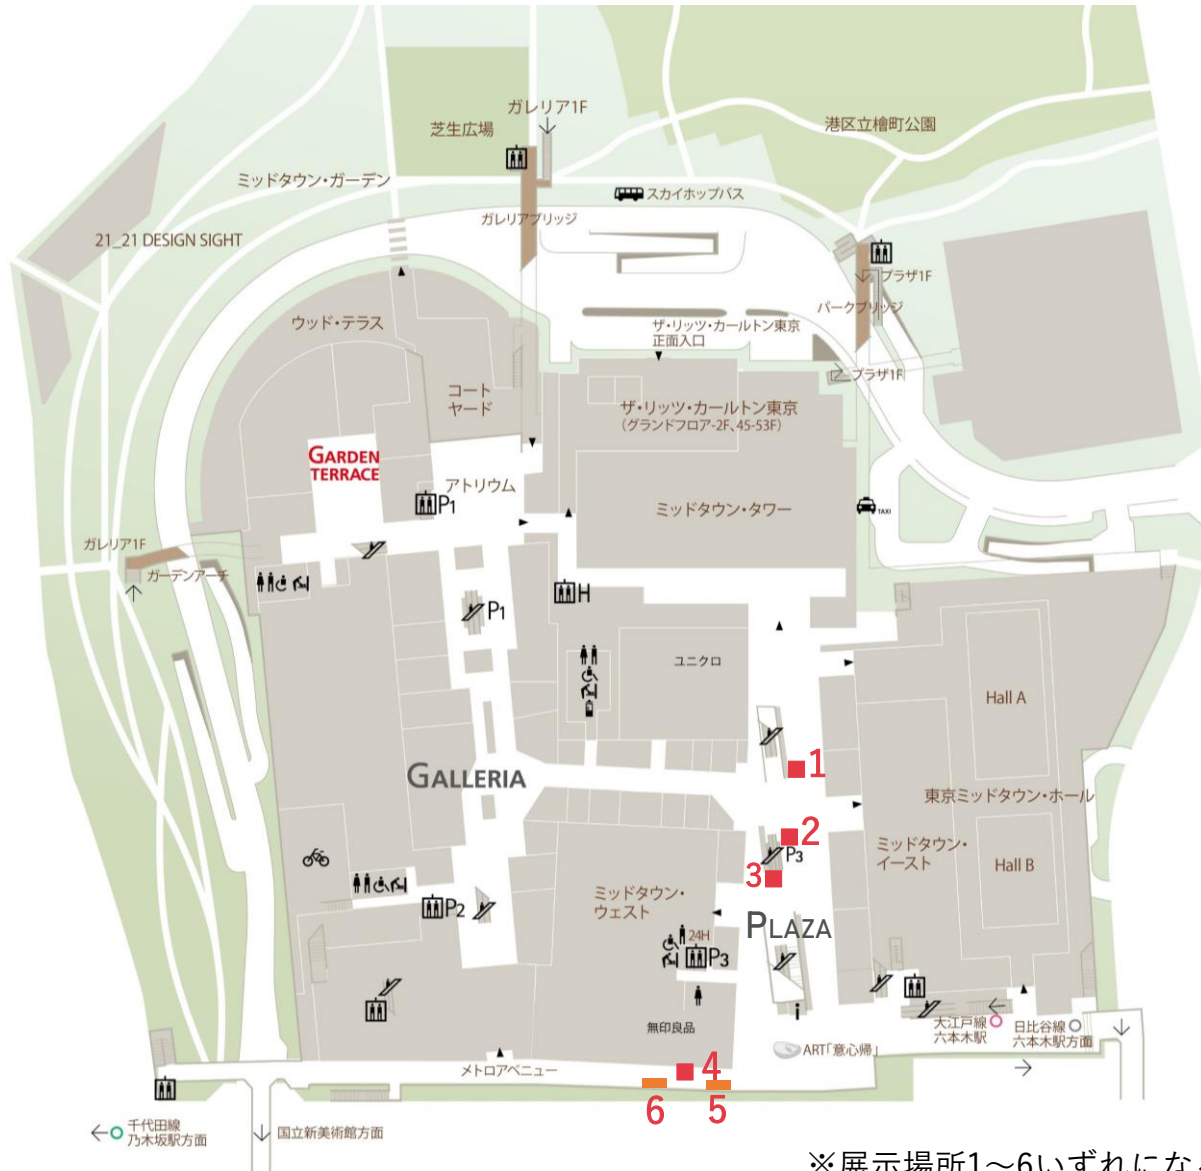 ガレリア1F
芝生広場
港区立檜町公園
ミッドタウン・ガーデン
スカイホップバス
ガレリアブリッジ
21_21 DESIGN SIGHT
プラザ1F
パークブリッジ
ウッド・テラス
ザ・リッツ・カールトン東京
正面入口
プラザ1F
コート
ヤード
ザ・リッツ・カールトン東京
(グランドフロア-2F、45-53F)
GARDEN
TERRACE
アトリウム
P1
ミッドタウン・タワー
TAXI
ガレリア1F
ガーデンアーチ
P1
H
ユニクロ
Hall A
1
GALLERIA
東京ミッドタウン・ホール
2
P3
ミッドタウン・
イースト
Hall B
3
ミッドタウン・
ウェスト
P2
PLAZA
24H
P3
無印良品
大江戸線
六本木駅
日比谷線
六本木駅方面
ART「意心帰」
メトロアベニュー
4
6
5
千代田線
乃木坂駅方面
国立新美術館方面
※展示場所1~6いずれにな